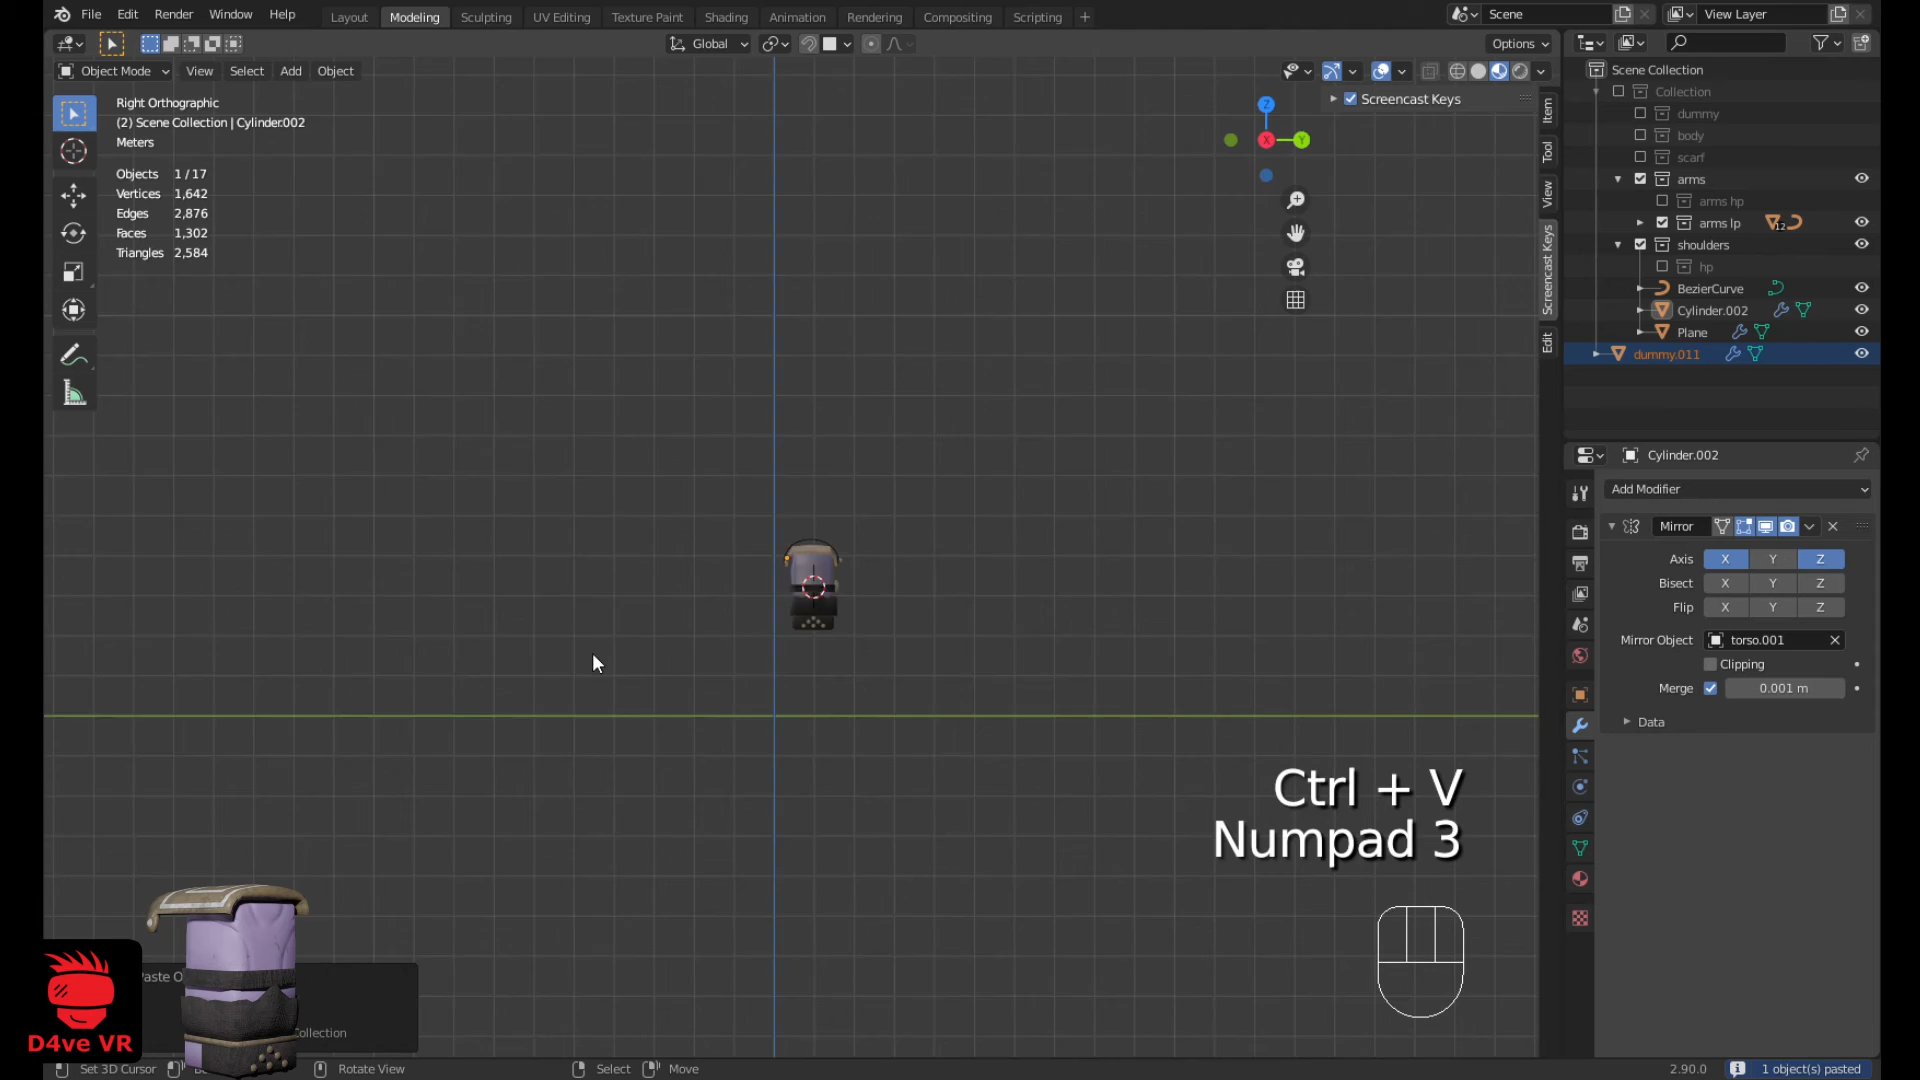 File Edit Render Window Help Layout Modeling Sculpting UV Editing Texture Paint Shading Animation Rendering Compositing Scripting + Scene View Layer
Global Options
Object Mode View Select Add Object
Right Orthographic
(2) Scene Collection | Cylinder.002
Meters
Objects 1 / 17
Vertices 1,642
Edges 2,876
Faces 1,302
Triangles 2,584
Z
X
Y
Screencast Keys
Item
Tool
View
Screencast Keys
Edit
Scene Collection
Collection
dummy
body
scarf
arms
arms hp
arms lp 12
shoulders
hp
BezierCurve
Cylinder.002
Plane
dummy.011
Cylinder.002
Add Modifier
Mirror
Axis X Y Z
Bisect X Y Z
Flip X Y Z
Mirror Object torso.001
Clipping
Merge 0.001 m
Data
Ctrl + V
Numpad 3
Paste O
Collection
D4ve VR
Set 3D Cursor Rotate View Select Move 2.90.0 1 object(s) pasted